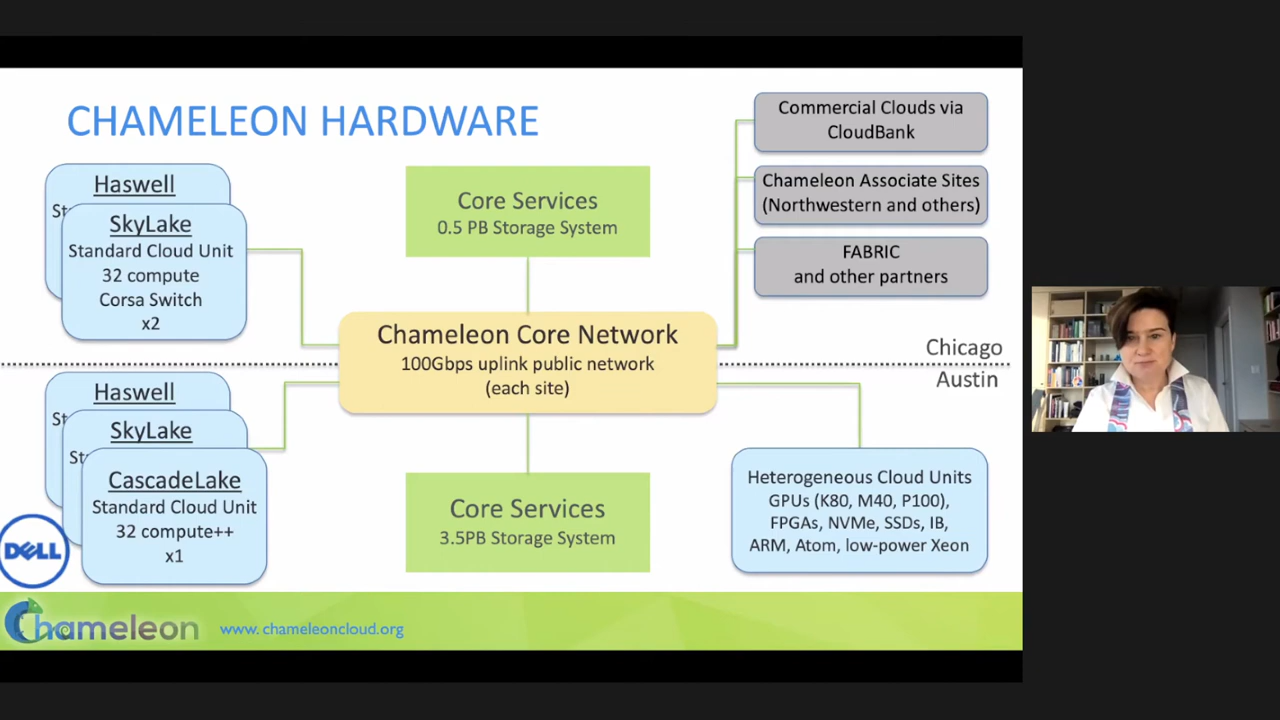 CHAMELEON HARDWARE
Haswell
St
SkyLake
Standard Cloud Unit
32 compute
Corsa Switch
x2
Core Services
0.5 PB Storage System
Commercial Clouds via
CloudBank
Chameleon Associate Sites
(Northwestern and others)
FABRIC
and other partners
Chameleon Core Network
100Gbps uplink public network
(each site)
Chicago
Austin
Haswell
St
SkyLake
St
CascadeLake
Standard Cloud Unit
32 compute++
x1
DELL
Core Services
3.5PB Storage System
Heterogeneous Cloud Units
GPUs (K80, M40, P100),
FPGAs, NVMe, SSDs, IB,
ARM, Atom, low-power Xeon
Chameleon
www. chameleoncloud.org